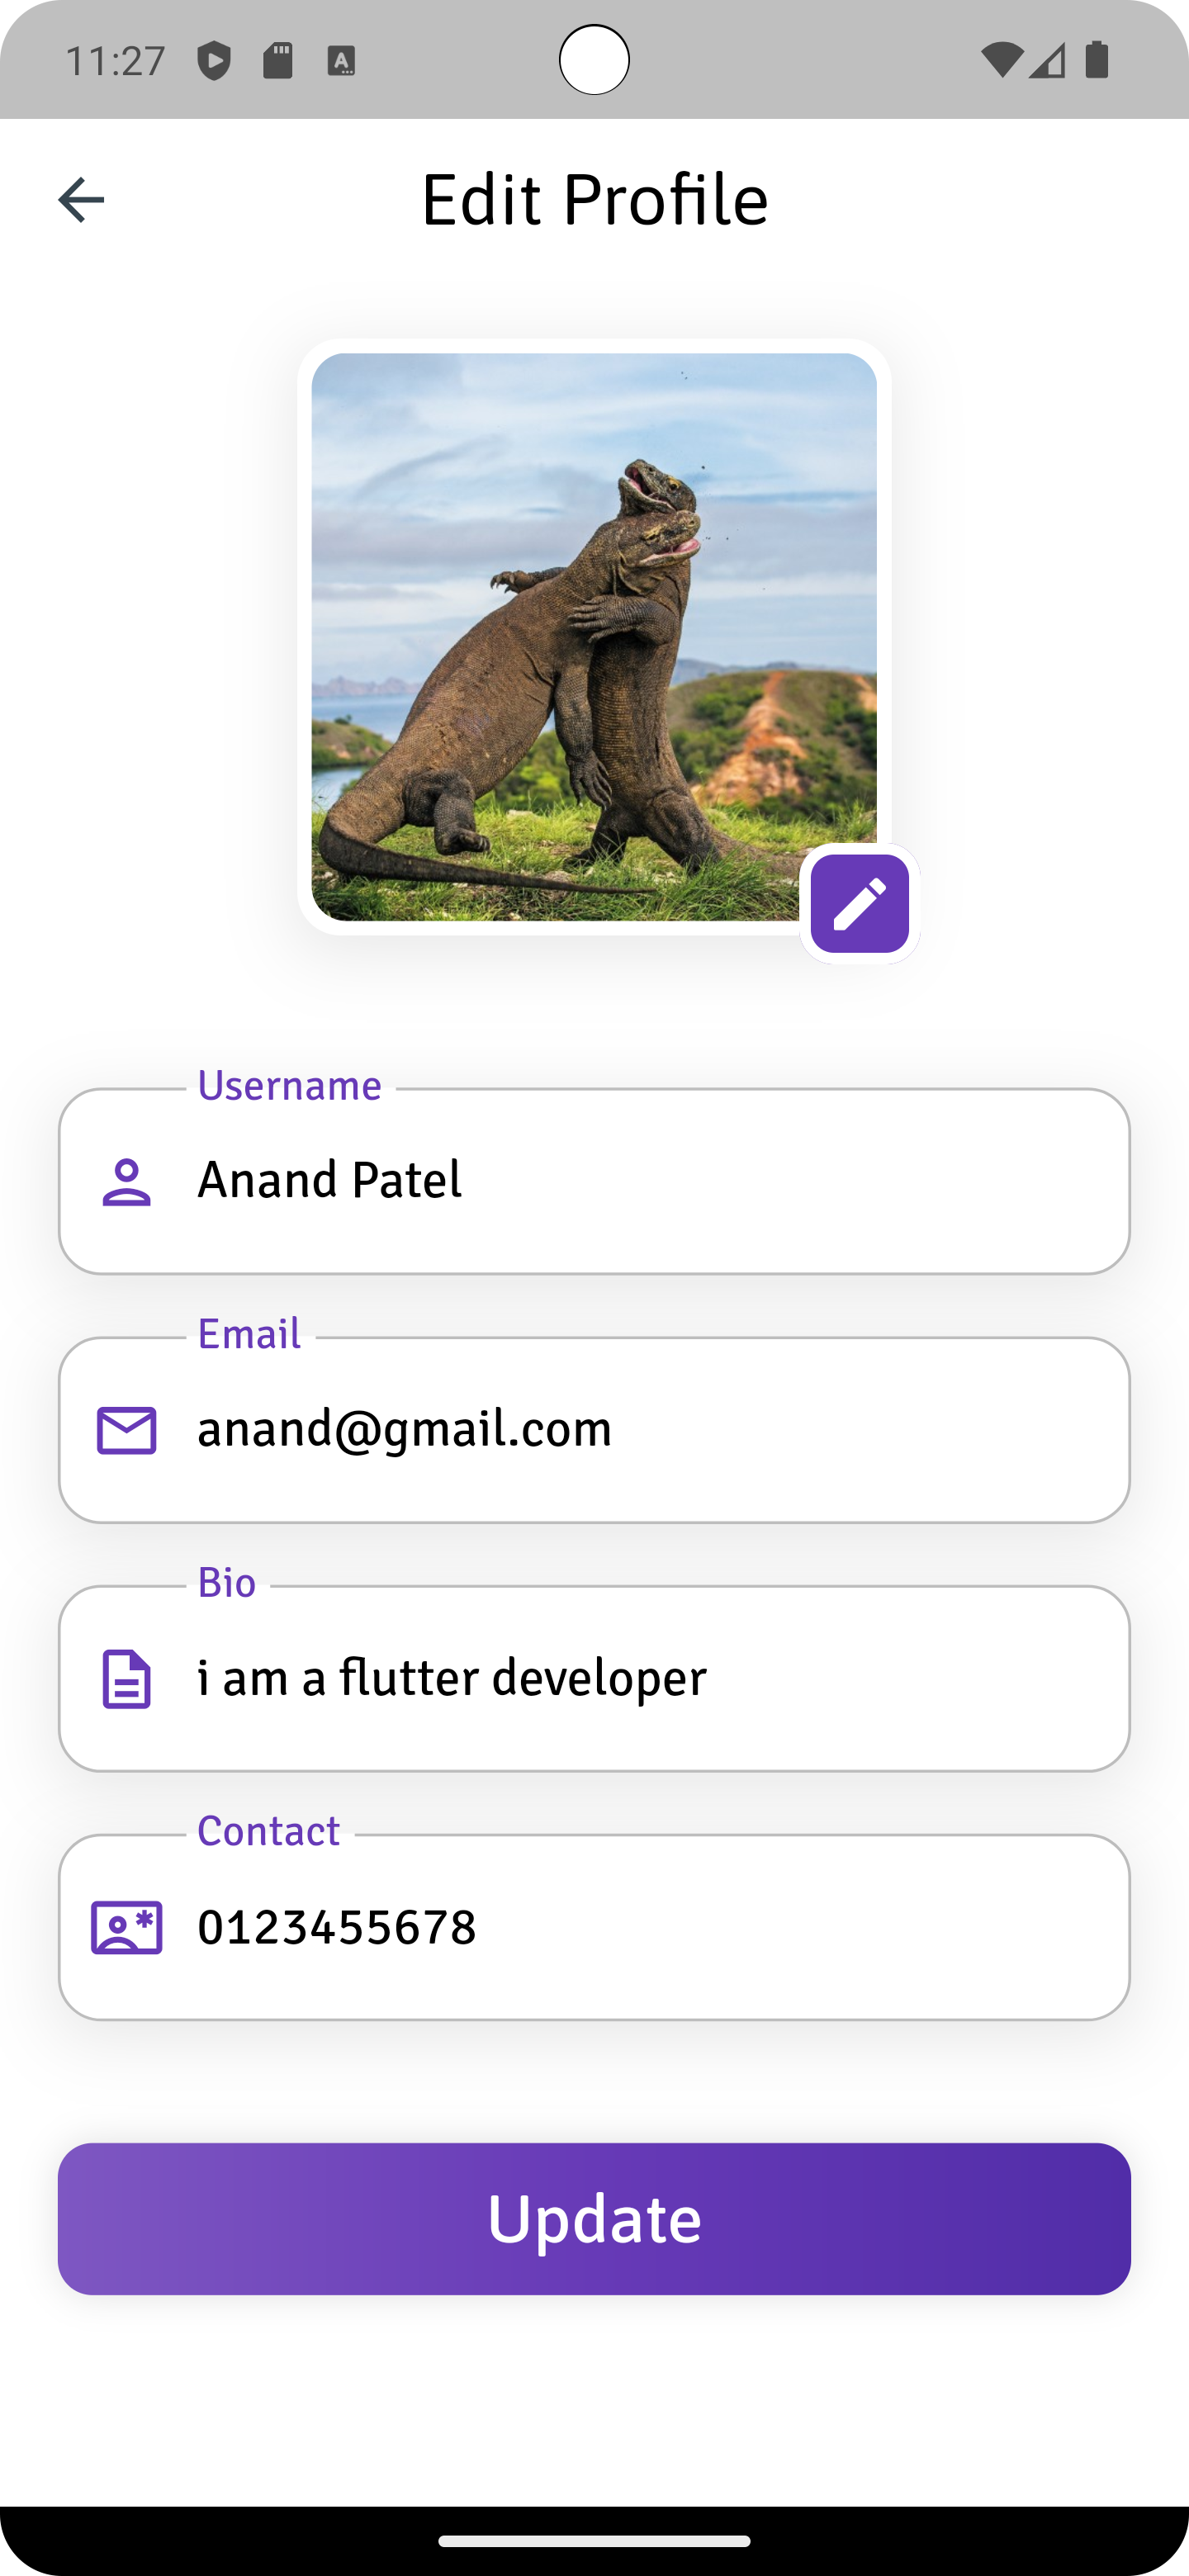 11:27
Edit Profile
Username
Anand Patel
Email
anand@gmail.com
Bio
i am a flutter developer
Contact
0123455678
Update